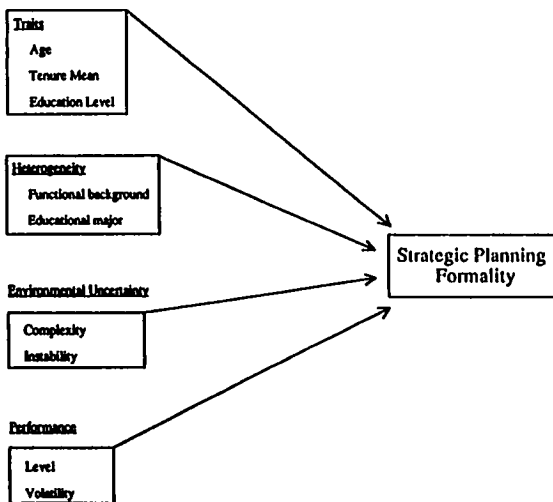 Traits
Age
Tenure Mean
Education Level
Heterogeneity
Functional background
Educational major
Strategic Planning
Formality
Environmental Uncertainty
Complexity
Instability
Performance
Level
Volatility